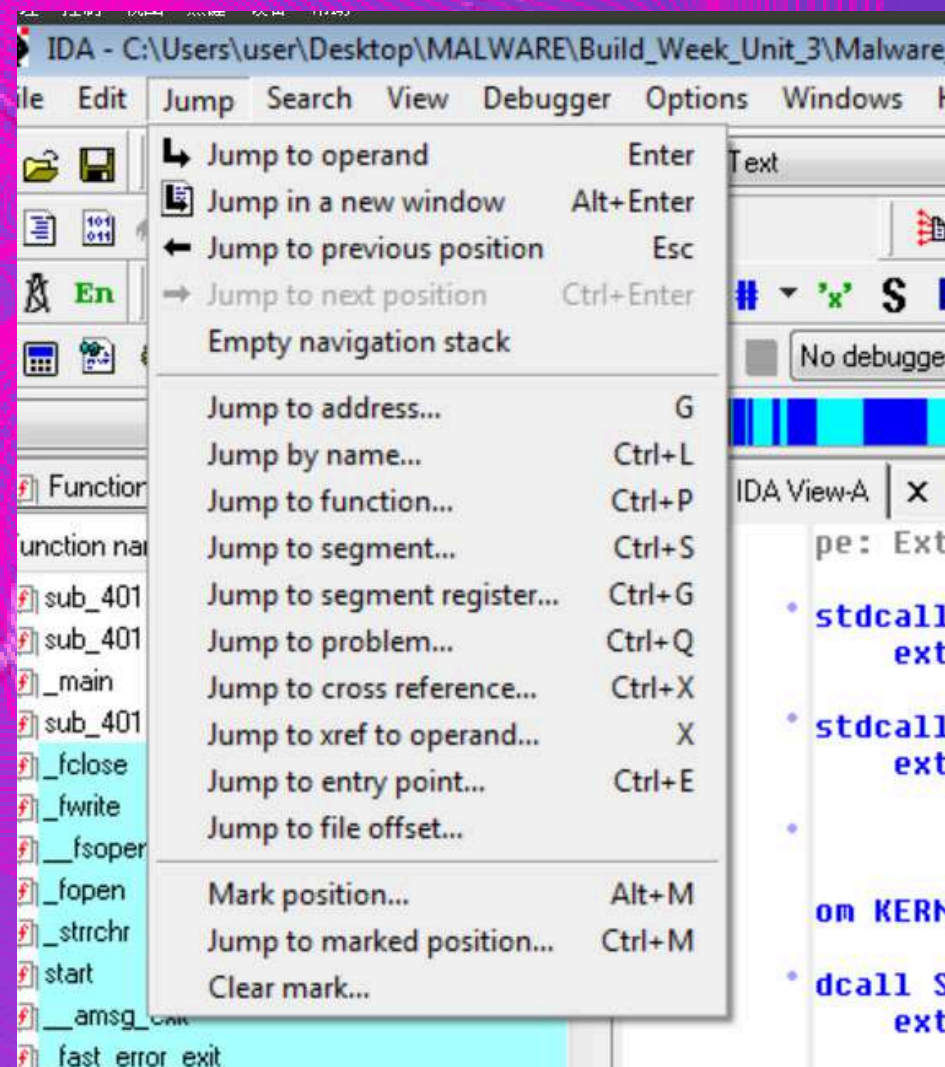 IDA - C:\Users\user\Desktop\MALWARE\Build_Week_Unit_3\Malware_
ile Edit Jump Search View Debugger Options Windows H
Jump to operand Enter
Text
Jump in a new window Alt+Enter
Jump to previous position Esc
Jump to next position Ctrl+Enter
En
# 'x' S
Empty navigation stack
No debugge
Jump to address... G
Jump by name... Ctrl+L
Jump to function... Ctrl+P
Jump to segment... Ctrl+S
Jump to segment register... Ctrl+G
Jump to problem... Ctrl+Q
Jump to cross reference... Ctrl+X
Jump to xref to operand... X
Jump to entry point... Ctrl+E
Jump to file offset...
Mark position... Alt+M
Jump to marked position... Ctrl+M
Clear mark...
Function
unction nar
sub_401
sub_401
_main
sub_401
_fclose
_fwrite
__fsoper
_fopen
_strrchr
start
__amsg_exit
fast error exit
IDA View-A
pe: Ext
stdcall
ext
stdcall
ext
om KERN
dcall S
ext